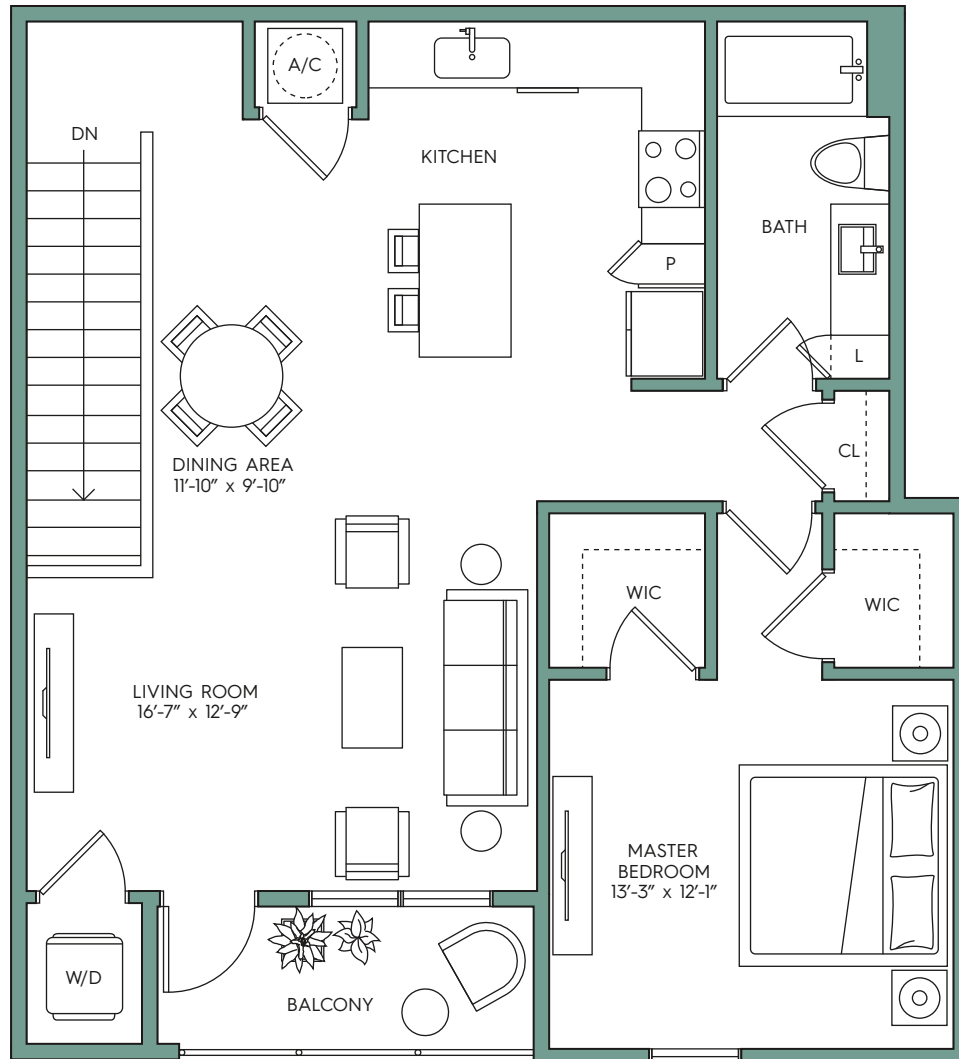 A/C
DN
KITCHEN
BATH
P
L
DINING AREA
11′-10″ x 9′-10″
CL
WIC
WIC
LIVING ROOM
16′-7″ x 12′-9″
MASTER
BEDROOM
13′-3″ x 12′-1″
W/D
BALCONY